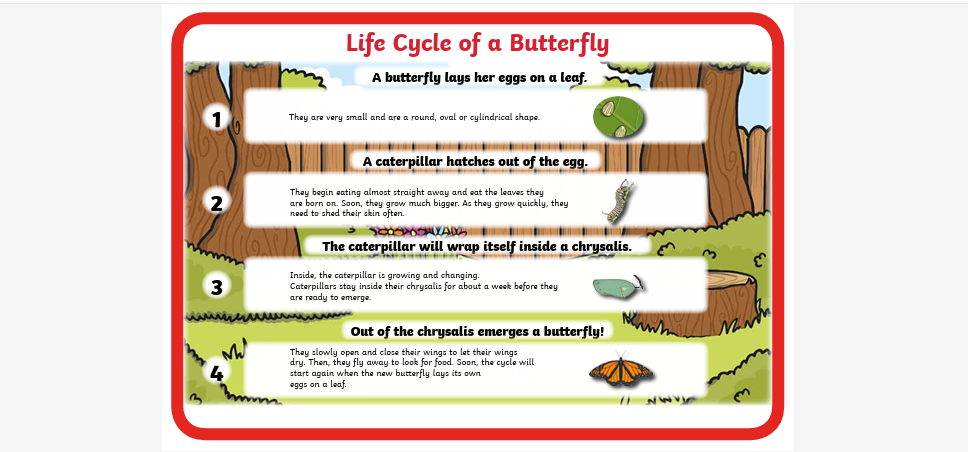 Life Cycle of a Butterfly
A butterfly lays her eggs on a leaf.
1
They are very small and are a round, oval or cylindrical shape.
A caterpillar hatches out of the egg.
2
They begin eating almost straight away and eat the leaves they
are born on. Soon, they grow much bigger. As they grow quickly, they
need to shed their skin often.
The caterpillar will wrap itself inside a chrysalis.
3
Inside, the caterpillar is growing and changing.
Caterpillars stay inside their chrysalis for about a week before they
are ready to emerge.
Out of the chrysalis emerges a butterfly!
4
They slowly open and close their wings to let their wings
dry. Then, they fly away to look for food. Soon, the cycle will
start again when the new butterfly lays its own
eggs on a leaf.